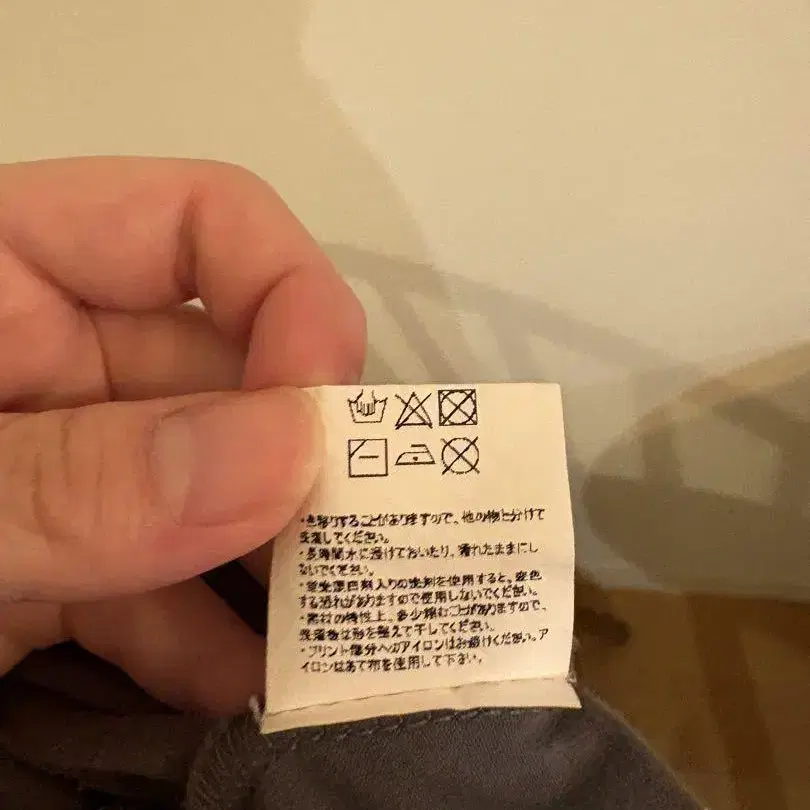 ・色移りすることがありますので、他の物と分けて
洗濯してください。
・長時間水に浸けておいたり、濡れたままにし
ないでください。
・蛍光漂白剤入りの洗剤を使用すると、変色
する恐れがありますので使用しないでください。
・素材の特性上、多少縮むことがありますので、
洗濯後は形を整えて干してください。
・プリント部分へのアイロンはお避けください。ア
イロンはあて布を使用して下さい。